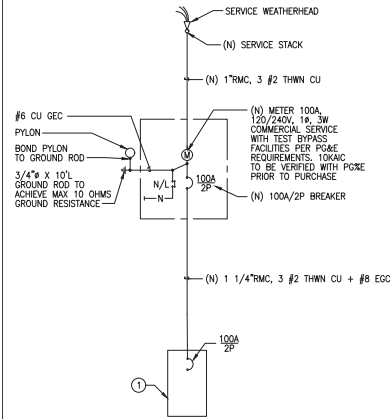 SERVICE WEATHERHEAD
(N) SERVICE STACK
(N) 1"RMC, 3 #2 THWN CU
#6 CU GEC
PYLON
BOND PYLON
TO GROUND ROD
3/4"ø X 10'L
GROUND ROD TO
ACHIEVE MAX 10 OHMS
GROUND RESISTANCE
M
N/L
N
100A
2P
(N) METER 100A,
120/240V, 1ø, 3W
COMMERCIAL SERVICE
WITH TEST BYPASS
FACILITIES PER PG&E
REQUIREMENTS. 10KAIC
TO BE VERIFIED WITH PG%E
PRIOR TO PURCHASE
(N) 100A/2P BREAKER
(N) 1 1/4"RMC, 3 #2 THWN CU + #8 EGC
100A
2P
1